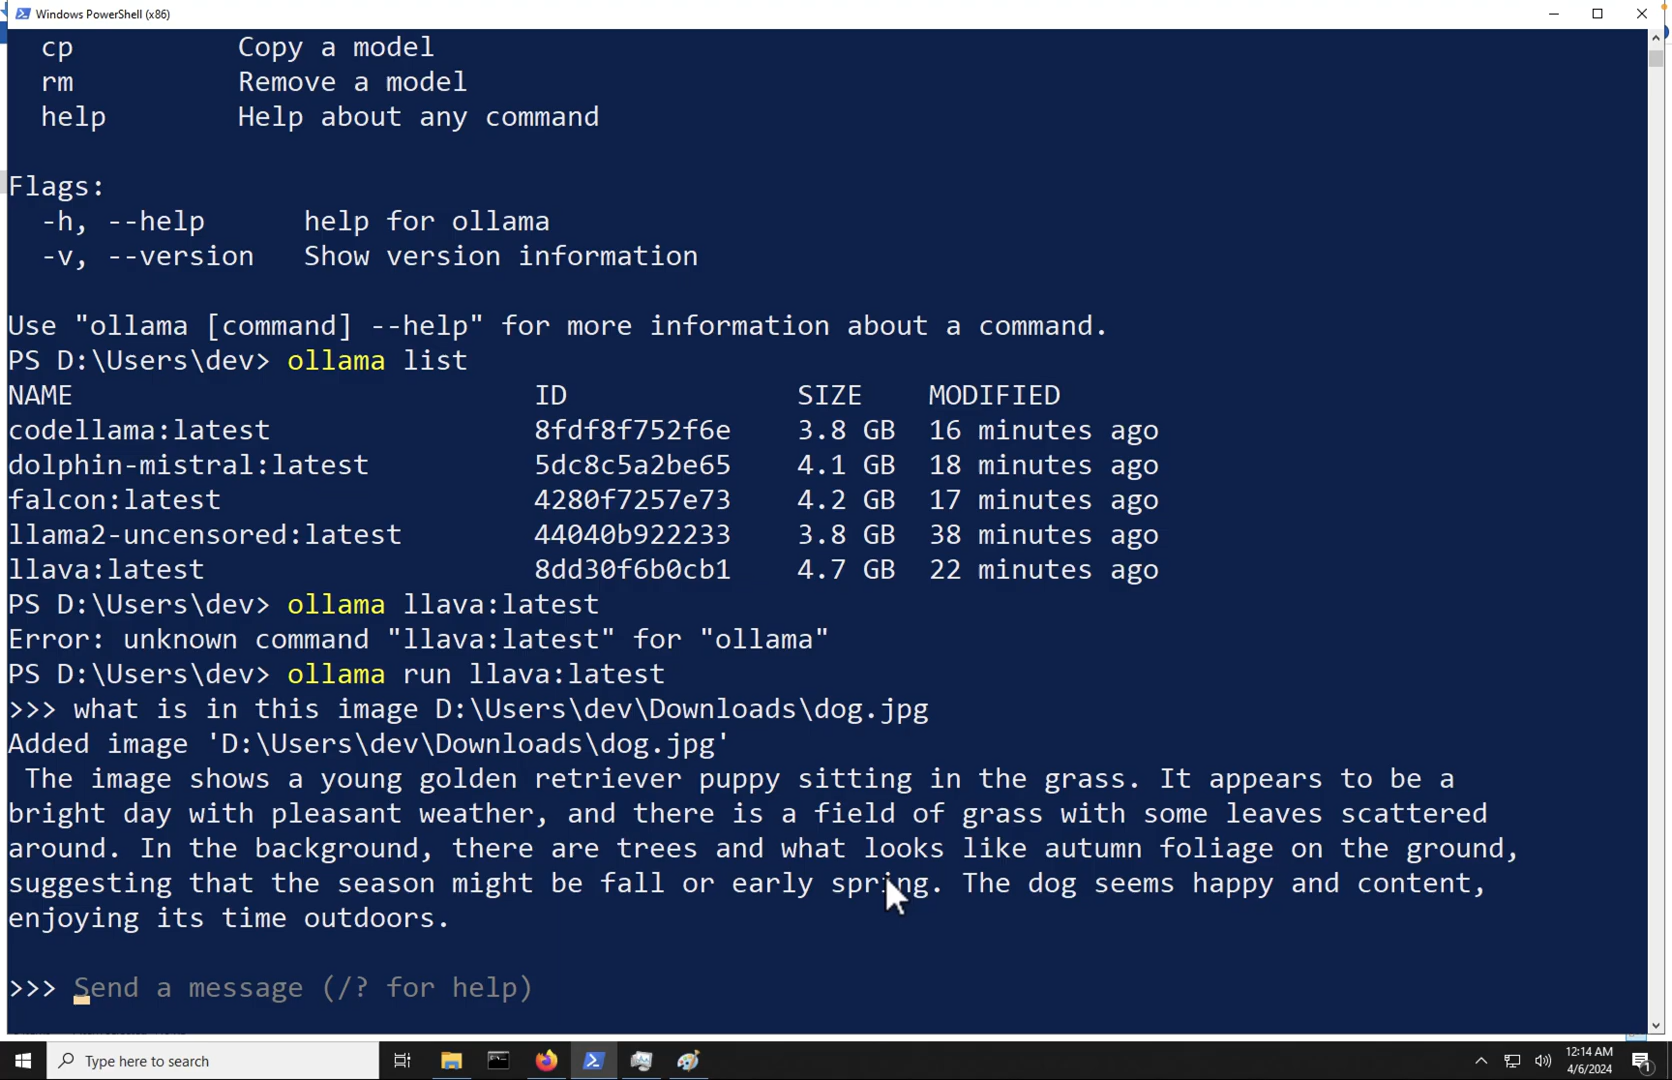 Windows PowerShell (x86)
cp Copy a model
rm Remove a model
help Help about any command
Flags:
-h, --help help for ollama
-v, --version Show version information
Use "ollama [command] --help" for more information about a command.
PS D:\Users\dev> ollama list
NAME ID SIZE MODIFIED
codellama:latest 8fdf8f752f6e 3.8 GB 16 minutes ago
dolphin-mistral:latest 5dc8c5a2be65 4.1 GB 18 minutes ago
falcon:latest 4280f7257e73 4.2 GB 17 minutes ago
llama2-uncensored:latest 44040b922233 3.8 GB 38 minutes ago
llava:latest 8dd30f6b0cb1 4.7 GB 22 minutes ago
PS D:\Users\dev> ollama llava:latest
Error: unknown command "llava:latest" for "ollama"
PS D:\Users\dev> ollama run llava:latest
>>> what is in this image D:\Users\dev\Downloads\dog.jpg
Added image 'D:\Users\dev\Downloads\dog.jpg'
The image shows a young golden retriever puppy sitting in the grass. It appears to be a
bright day with pleasant weather, and there is a field of grass with some leaves scattered
around. In the background, there are trees and what looks like autumn foliage on the ground,
suggesting that the season might be fall or early spring. The dog seems happy and content,
enjoying its time outdoors.
>>> Send a message (/? for help)
Type here to search
12:14 AM
4/6/2024
1